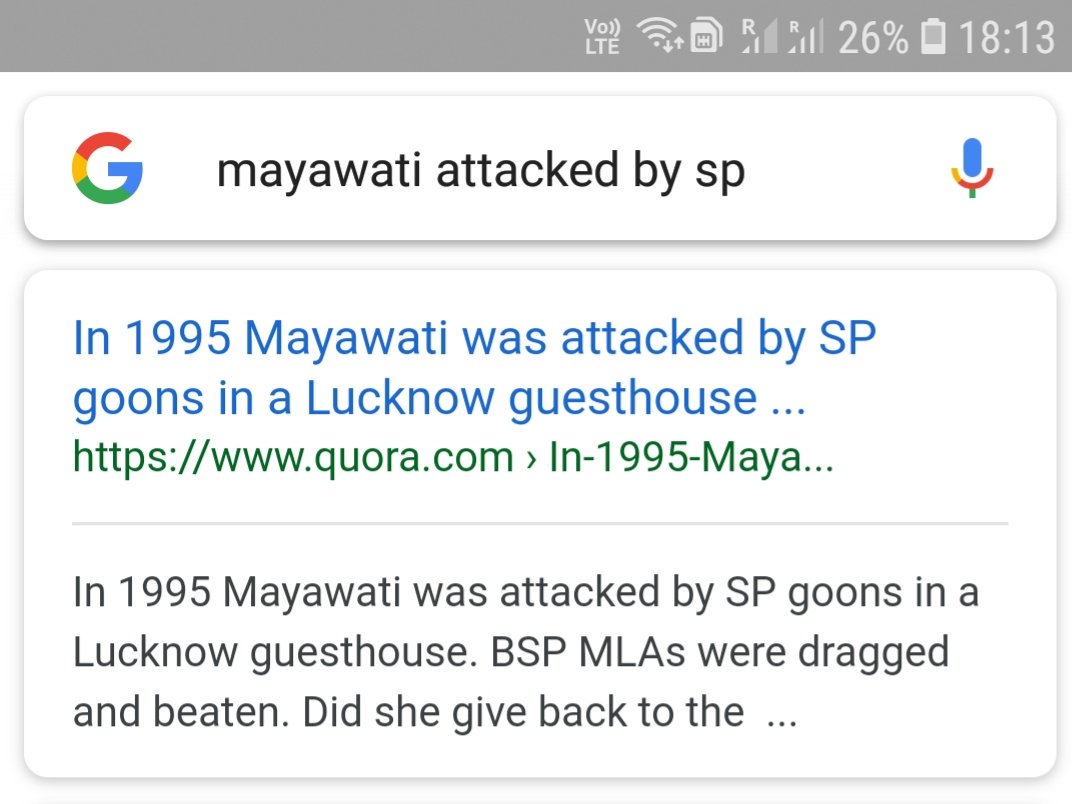 Vo)) LTE R R 26% 18:13
mayawati attacked by sp
In 1995 Mayawati was attacked by SP
goons in a Lucknow guesthouse ...
https://www.quora.com › In-1995-Maya...
In 1995 Mayawati was attacked by SP goons in a
Lucknow guesthouse. BSP MLAs were dragged
and beaten. Did she give back to the ...